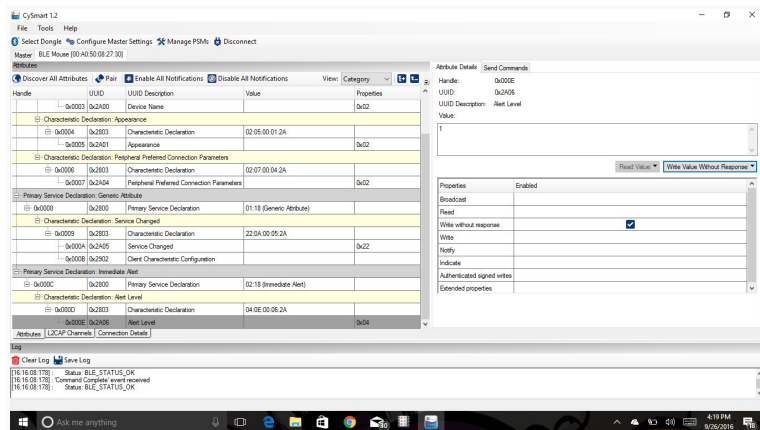 CySmart 1.2
File Tools Help
Select Dongle Configure Master Settings Manage PSMs Disconnect
Master BLE Mouse [00:A0:50:08:27:30]
Attributes
Discover All Attributes Pair Enable All Notifications Disable All Notifications View: Category
Handle UUID UUID Description Value Properties
0x0003 0x2A00 Device Name 0x02
Characteristic Declaration: Appearance
0x0004 0x2803 Characteristic Declaration 02:05:00:01:2A
0x0005 0x2A01 Appearance 0x02
Characteristic Declaration: Peripheral Preferred Connection Parameters
0x0006 0x2803 Characteristic Declaration 02:07:00:04:2A
0x0007 0x2A04 Peripheral Preferred Connection Parameters 0x02
Primary Service Declaration: Generic Attribute
0x0008 0x2800 Primary Service Declaration 01:18 (Generic Attribute)
Characteristic Declaration: Service Changed
0x0009 0x2803 Characteristic Declaration 22:0A:00:05:2A
0x000A 0x2A05 Service Changed 0x22
0x000B 0x2902 Client Characteristic Configuration
Primary Service Declaration: Immediate Alert
0x000C 0x2800 Primary Service Declaration 02:18 (Immediate Alert)
Characteristic Declaration: Alert Level
0x000D 0x2803 Characteristic Declaration 04:0E:00:06:2A
0x000E 0x2A06 Alert Level 0x04
Attributes L2CAP Channels Connection Details
Attribute Details Send Commands
Handle: 0x000E
UUID: 0x2A06
UUID Description: Alert Level
Value:
1
Read Value Write Value Without Response
Properties Enabled
Broadcast
Read
Write without response
Write
Notify
Indicate
Authenticated signed writes
Extended properties
Log
Clear Log Save Log
[16:16:08:178] : Status: BLE_STATUS_OK
[16:16:08:178] : 'Command Complete' event received
[16:16:08:178] : Status: BLE_STATUS_OK
Ask me anything
4:19 PM
9/26/2016